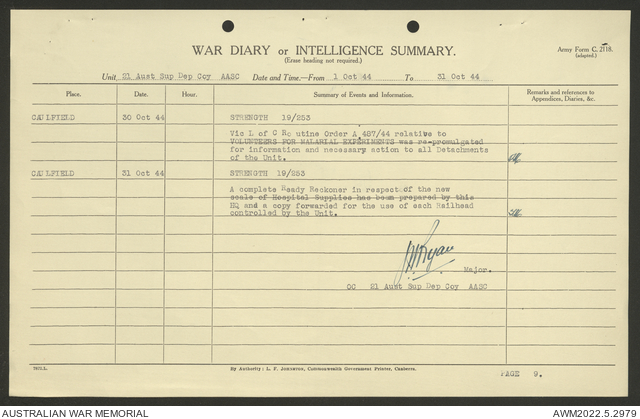 WAR DIARY or INTELLIGENCE SUMMARY.
(Erase heading not required.)
Army Form C. 2118.
(adapted.)
Unit 21 Aust Sup Dep Coy AASC Date and Time.—From 1 Oct 44 To 31 Oct 44
Place. Date. Hour. Summary of Events and Information. Remarks and references to
Appendices, Diaries, &c.
CAULFIELD 30 Oct 44 STRENGTH 19/253
Vic L of C Routine Order A 487/44 relative to
VOLUNTEERS FOR MALARIAL EXPERIMENTS was re-promulgated
for information and necessary action to all Detachments
of the Unit.
CAULFIELD 31 Oct 44 STRENGTH 19/253
A complete Ready Reckoner in respect of the new
scale of Hospital Supplies has been prepared by this
HQ and a copy forwarded for the use of each Railhead
controlled by the Unit.
Ryan
Major.
OC 21 Aust Sup Dep Coy AASC
By Authority: L. F. Johnston, Commonwealth Government Printer, Canberra.
PAGE 9.
AUSTRALIAN WAR MEMORIAL AWM2022.5.2979